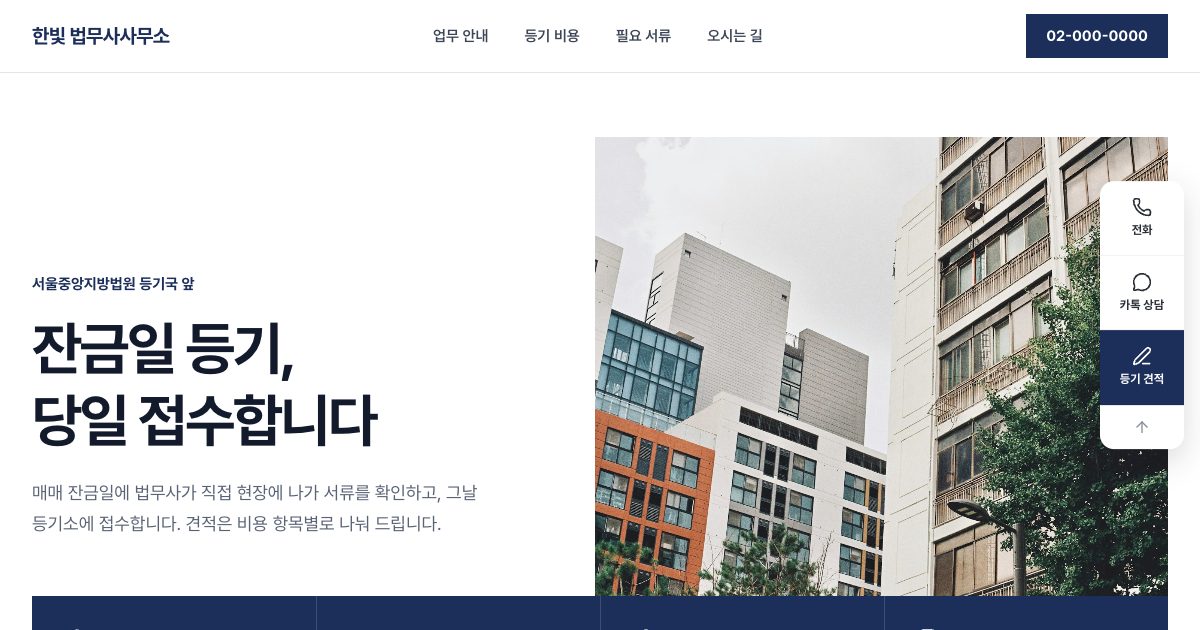 한빛 법무사사무소
업무 안내
등기 비용
필요 서류
오시는 길
02-000-0000
서울중앙지방법원 등기국 앞
잔금일 등기,
당일 접수합니다
매매 잔금일에 법무사가 직접 현장에 나가 서류를 확인하고, 그날
등기소에 접수합니다. 견적은 비용 항목별로 나눠 드립니다.
전화
카톡 상담
등기 견적